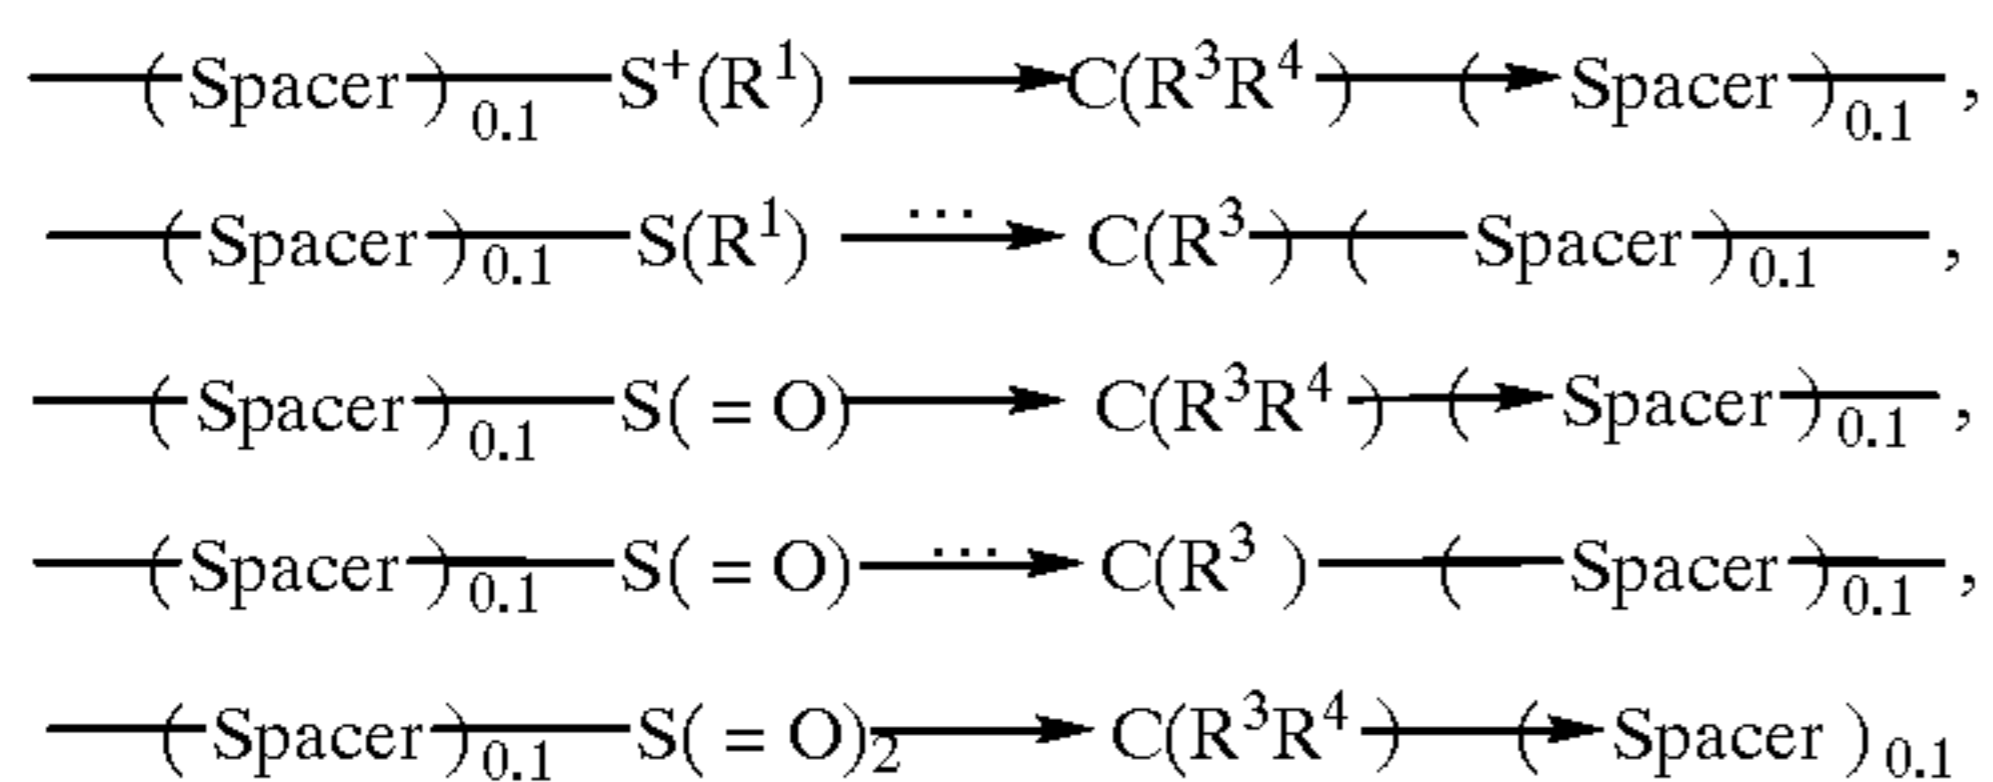 —(Spacer)₀.₁—S⁺(R¹) ⟶ C(R³R⁴)—(→Spacer)₀.₁—,
—(Spacer)₀.₁—S(R¹) ⋯⟶ C(R³)—(—Spacer)₀.₁—,
—(Spacer)₀.₁—S(=O) ⟶ C(R³R⁴)—(→Spacer)₀.₁—,
—(Spacer)₀.₁—S(=O) ⋯⟶ C(R³)—(—Spacer)₀.₁—,
—(Spacer)₀.₁—S(=O)₂ ⟶ C(R³R⁴)—(→Spacer)₀.₁